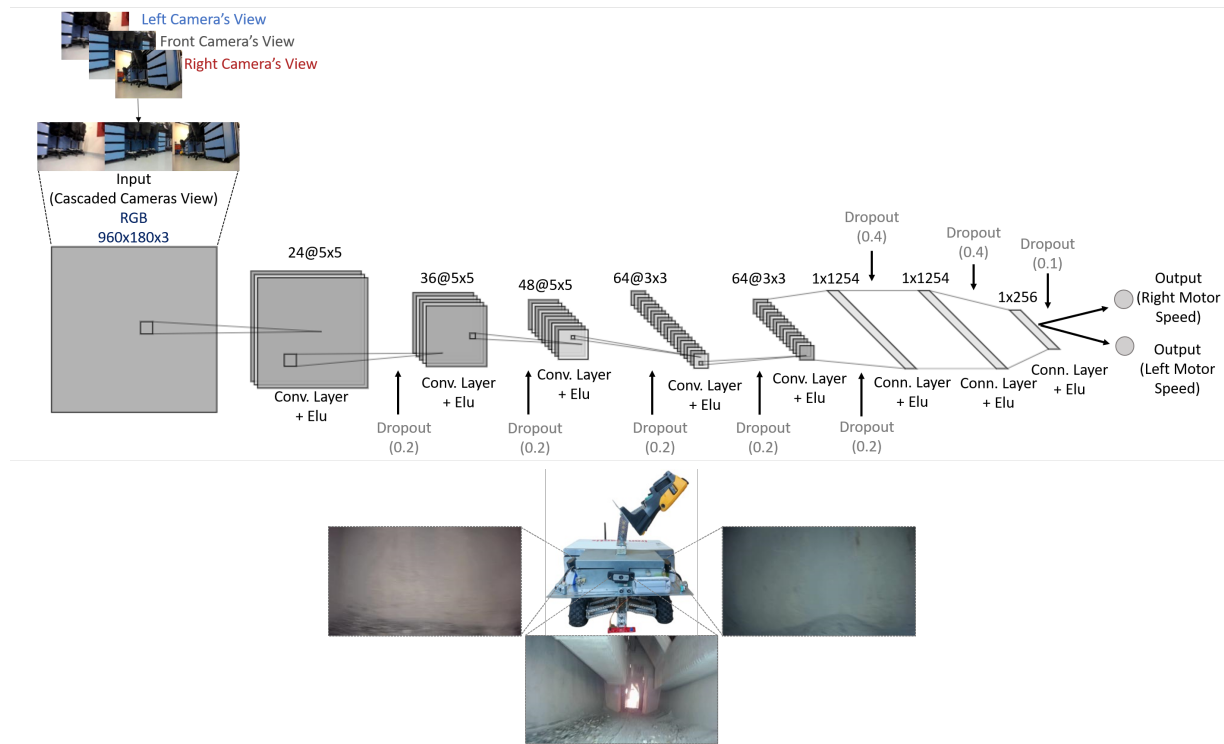 Left Camera's View
Front Camera's View
Right Camera's View
Input
(Cascaded Cameras View)
RGB
960x180x3
24@5x5
36@5x5
48@5x5
64@3x3
64@3x3
1x1254
1x1254
1x256
Dropout
(0.4)
Dropout
(0.4)
Dropout
(0.1)
Output
(Right Motor
Speed)
Output
(Left Motor
Speed)
Conv. Layer
+ Elu
Conv. Layer
+ Elu
Conv. Layer
+ Elu
Conv. Layer
+ Elu
Conv. Layer
+ Elu
Conn. Layer
+ Elu
Conn. Layer
+ Elu
Conn. Layer
+ Elu
Dropout
(0.2)
Dropout
(0.2)
Dropout
(0.2)
Dropout
(0.2)
Dropout
(0.2)